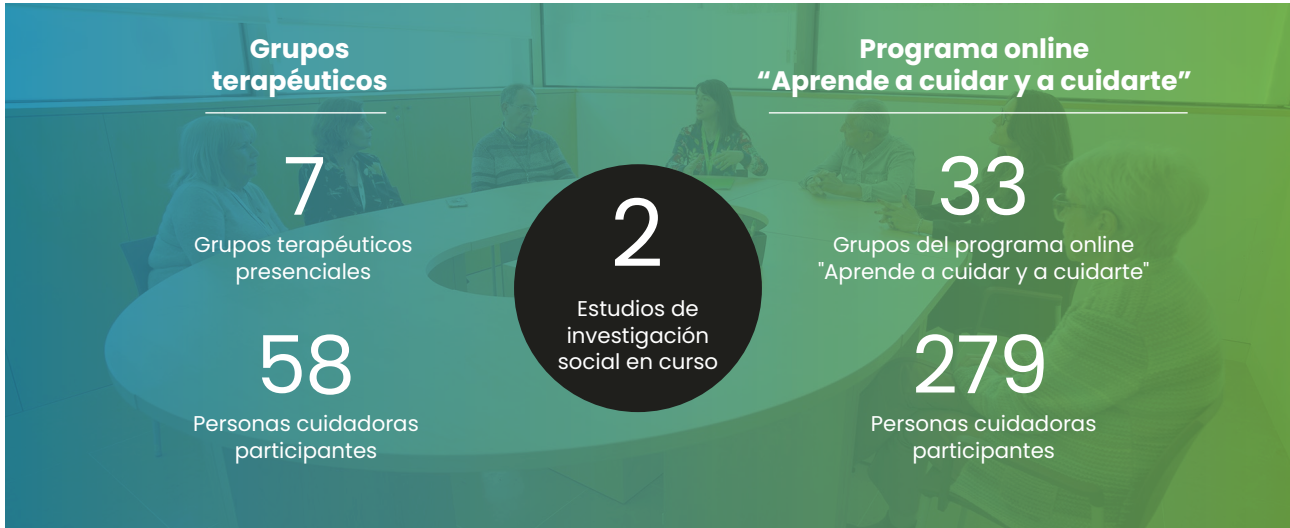 Grupos
terapéuticos
7
Grupos terapéuticos
presenciales
58
Personas cuidadoras
participantes
2
Estudios de
investigación
social en curso
Programa online
“Aprende a cuidar y a cuidarte”
33
Grupos del programa online
"Aprende a cuidar y a cuidarte"
279
Personas cuidadoras
participantes